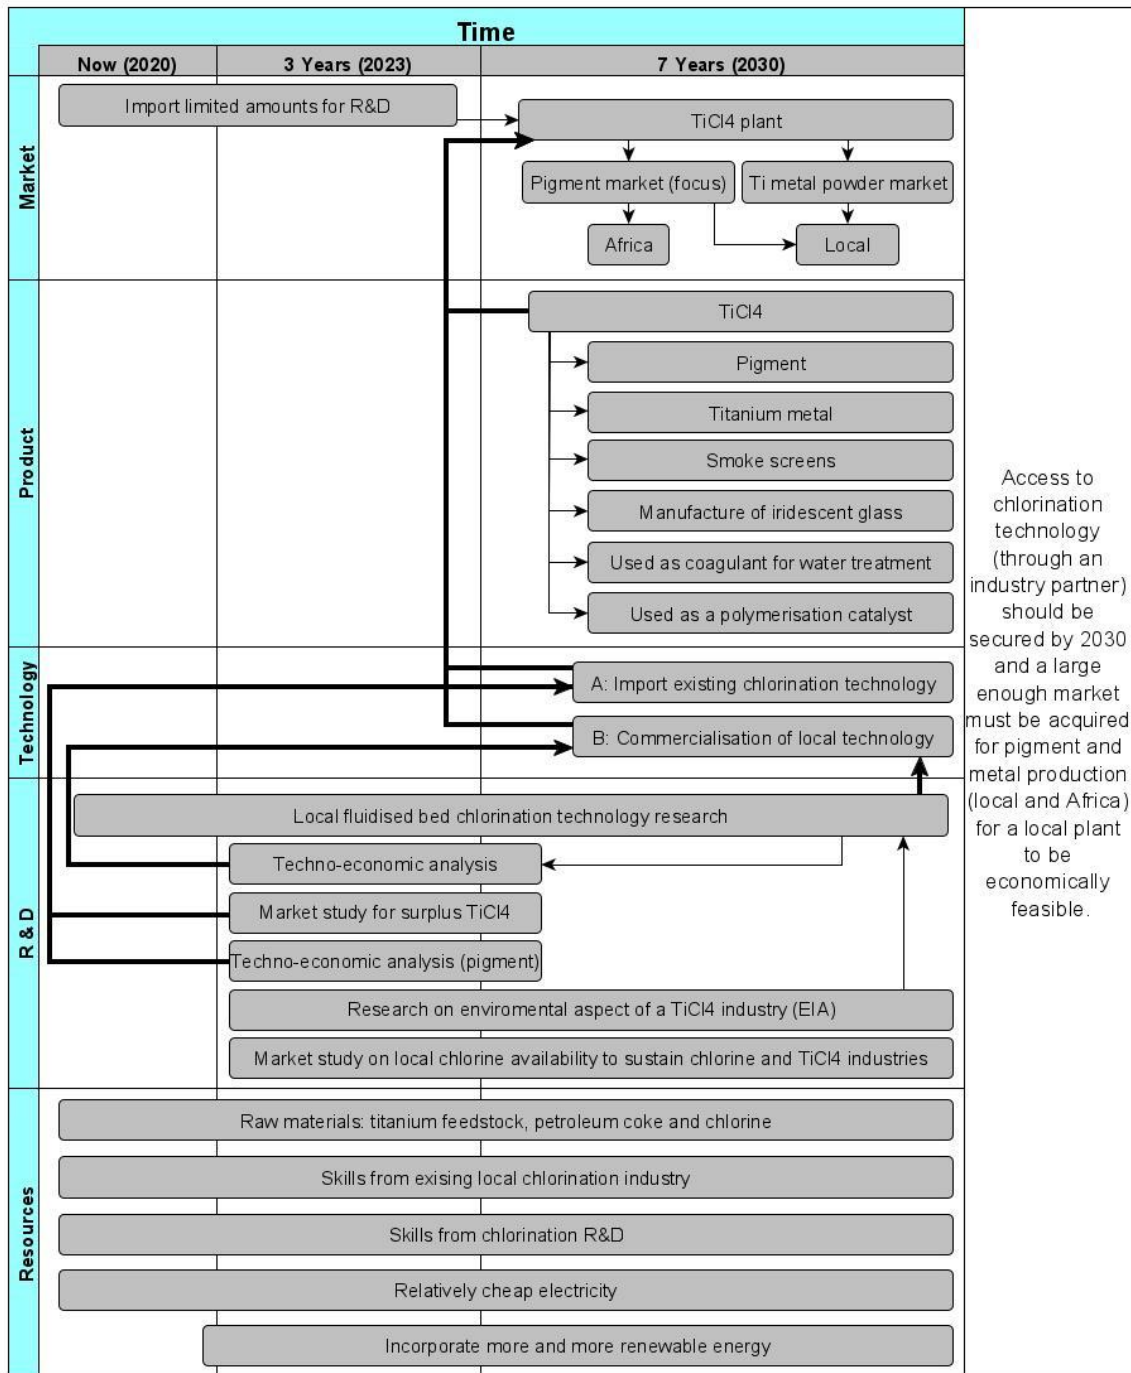 Time
Now (2020)
3 Years (2023)
7 Years (2030)
Market
Import limited amounts for R&D
TiCl4 plant
Pigment market (focus)
Ti metal powder market
Africa
Local
Product
TiCl4
Pigment
Titanium metal
Smoke screens
Manufacture of iridescent glass
Used as coagulant for water treatment
Used as a polymerisation catalyst
Technology
A: Import existing chlorination technology
B: Commercialisation of local technology
R & D
Local fluidised bed chlorination technology research
Techno-economic analysis
Market study for surplus TiCl4
Techno-economic analysis (pigment)
Research on enviromental aspect of a TiCl4 industry (EIA)
Market study on local chlorine availability to sustain chlorine and TiCl4 industries
Resources
Raw materials: titanium feedstock, petroleum coke and chlorine
Skills from exising local chlorination industry
Skills from chlorination R&D
Relatively cheap electricity
Incorporate more and more renewable energy
Access to
chlorination
technology
(through an
industry partner)
should be
secured by 2030
and a large
enough market
must be acquired
for pigment and
metal production
(local and Africa)
for a local plant
to be
economically
feasible.